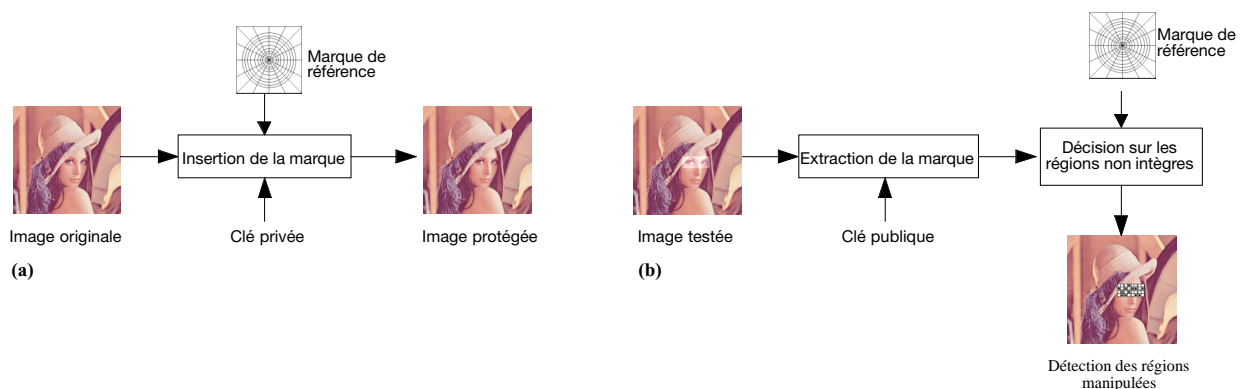 Marque de
référence
Insertion de la marque
Image originale
Clé privée
Image protégée
(a)
Marque de
référence
Extraction de la marque
Décision sur les
régions non intègres
Image testée
Clé publique
(b)
Détection des régions
manipulées